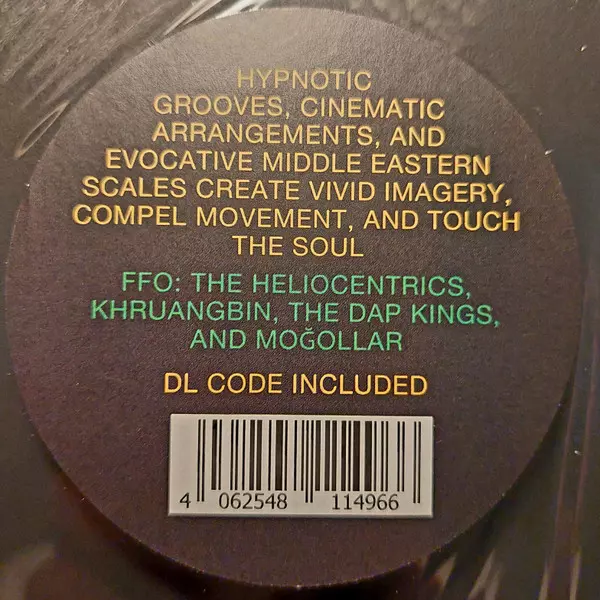 HYPNOTIC
GROOVES, CINEMATIC
ARRANGEMENTS, AND
EVOCATIVE MIDDLE EASTERN
SCALES CREATE VIVID IMAGERY,
COMPEL MOVEMENT, AND TOUCH
THE SOUL
FFO: THE HELIOCENTRICS,
KHRUANGBIN, THE DAP KINGS,
AND MOĞOLLAR
DL CODE INCLUDED
4 062548 114966